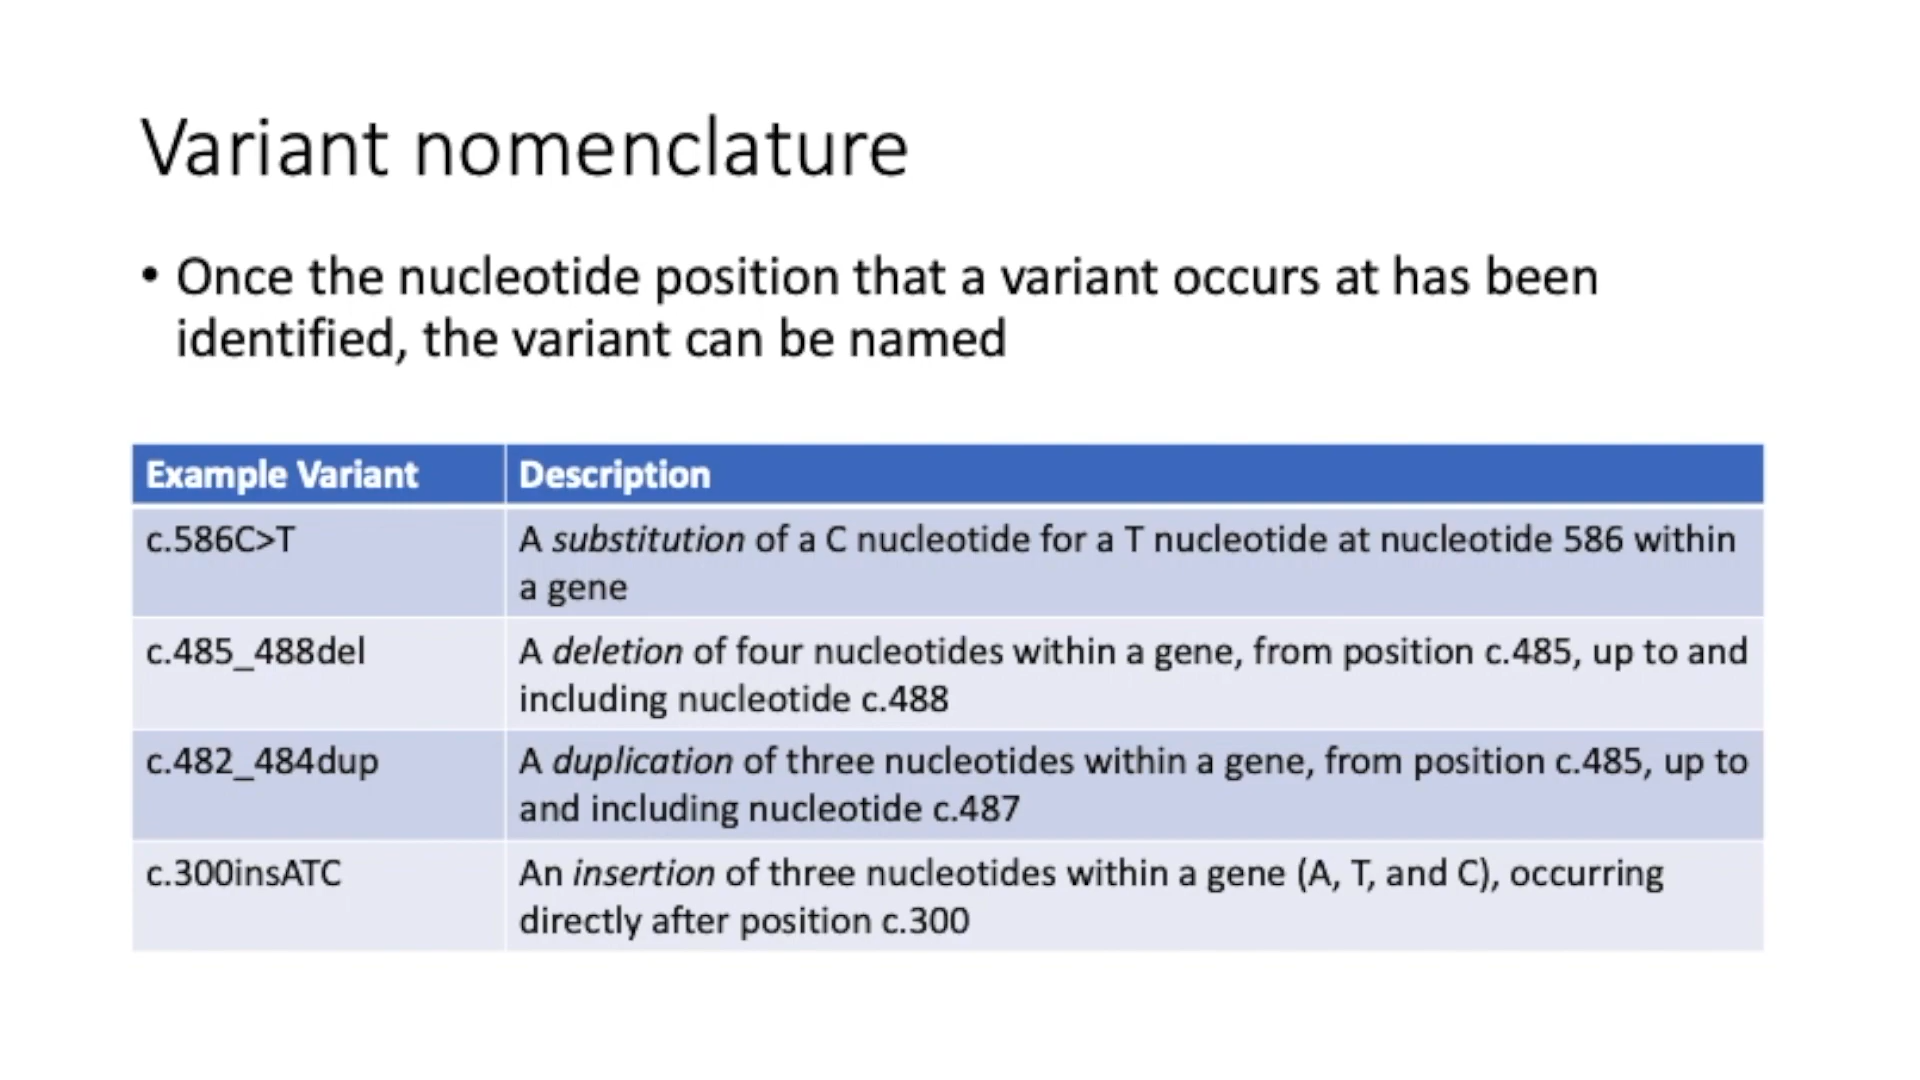 Variant nomenclature
• Once the nucleotide position that a variant occurs at has been
identified, the variant can be named
Example Variant Description
c.586C>T A substitution of a C nucleotide for a T nucleotide at nucleotide 586 within
a gene
c.485_488del A deletion of four nucleotides within a gene, from position c.485, up to and
including nucleotide c.488
c.482_484dup A duplication of three nucleotides within a gene, from position c.485, up to
and including nucleotide c.487
c.300insATC An insertion of three nucleotides within a gene (A, T, and C), occurring
directly after position c.300